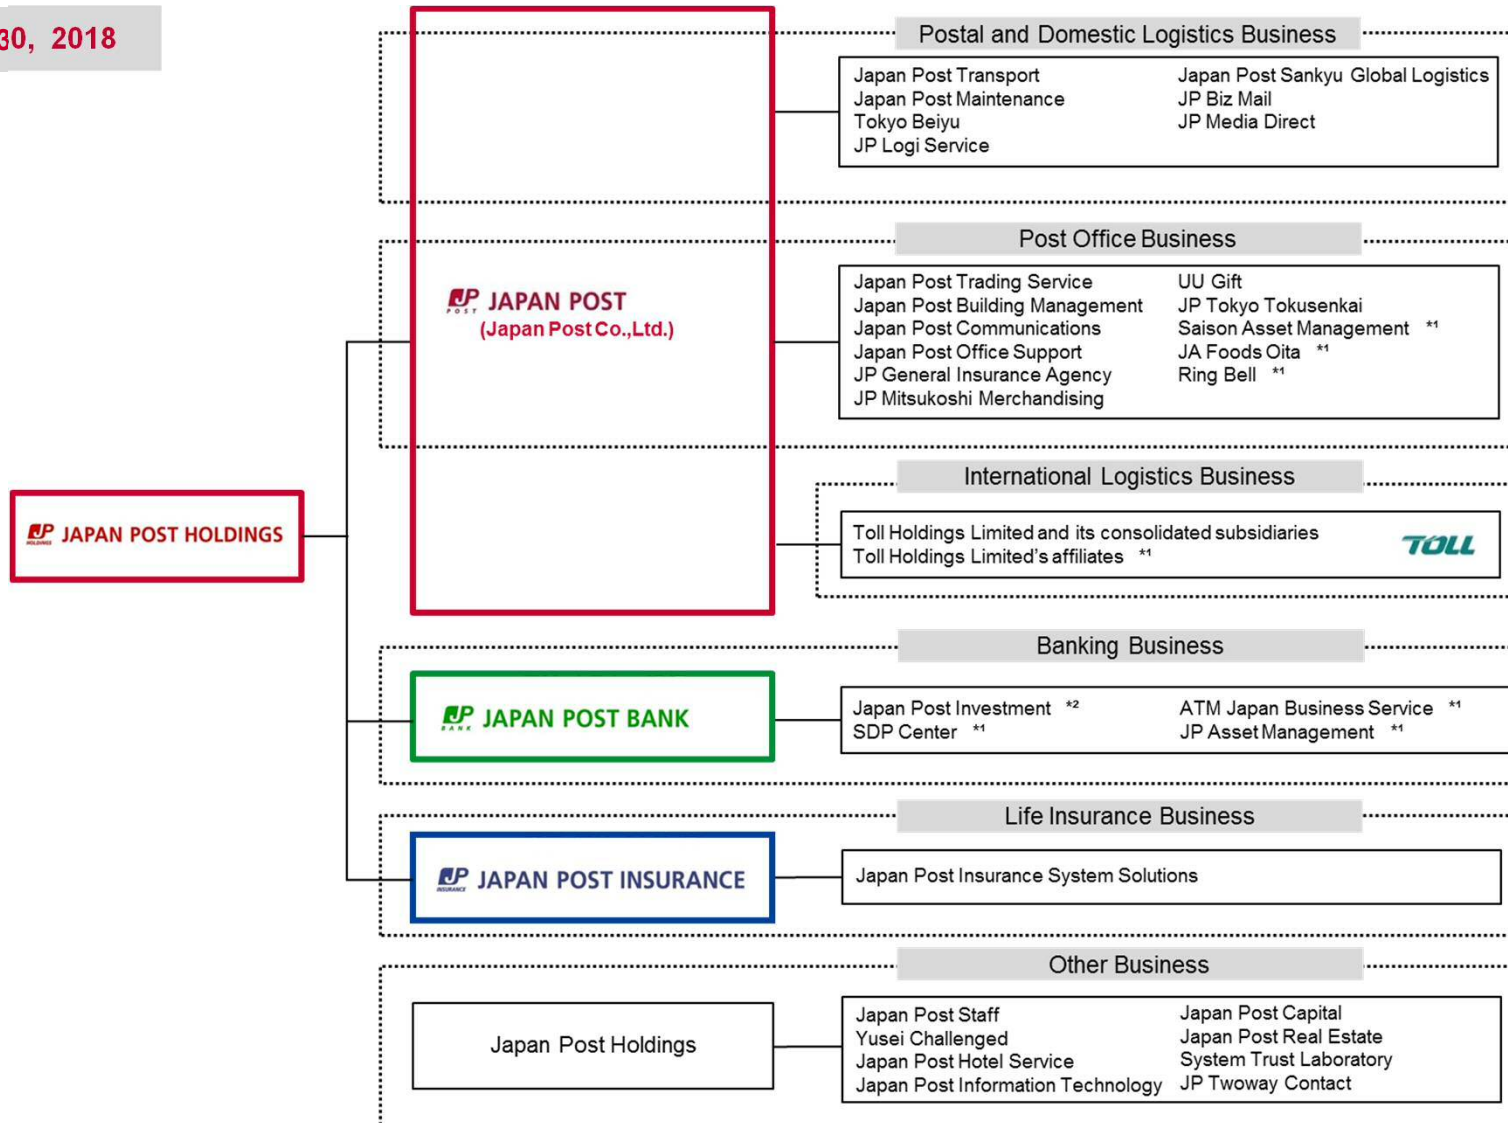 30, 2018
Postal and Domestic Logistics Business
Japan Post Transport
Japan Post Maintenance
Tokyo Beiyu
JP Logi Service
Japan Post Sankyu Global Logistics
JP Biz Mail
JP Media Direct
Post Office Business
JP POST JAPAN POST
(Japan Post Co.,Ltd.)
Japan Post Trading Service
Japan Post Building Management
Japan Post Communications
Japan Post Office Support
JP General Insurance Agency
JP Mitsukoshi Merchandising
UU Gift
JP Tokyo Tokusenkai
Saison Asset Management *1
JA Foods Oita *1
Ring Bell *1
International Logistics Business
JP HOLDINGS JAPAN POST HOLDINGS
Toll Holdings Limited and its consolidated subsidiaries
Toll Holdings Limited's affiliates *1
TOLL
Banking Business
JP BANK JAPAN POST BANK
Japan Post Investment *2
SDP Center *1
ATM Japan Business Service *1
JP Asset Management *1
Life Insurance Business
JP INSURANCE JAPAN POST INSURANCE
Japan Post Insurance System Solutions
Other Business
Japan Post Holdings
Japan Post Staff
Yusei Challenged
Japan Post Hotel Service
Japan Post Information Technology
Japan Post Capital
Japan Post Real Estate
System Trust Laboratory
JP Twoway Contact